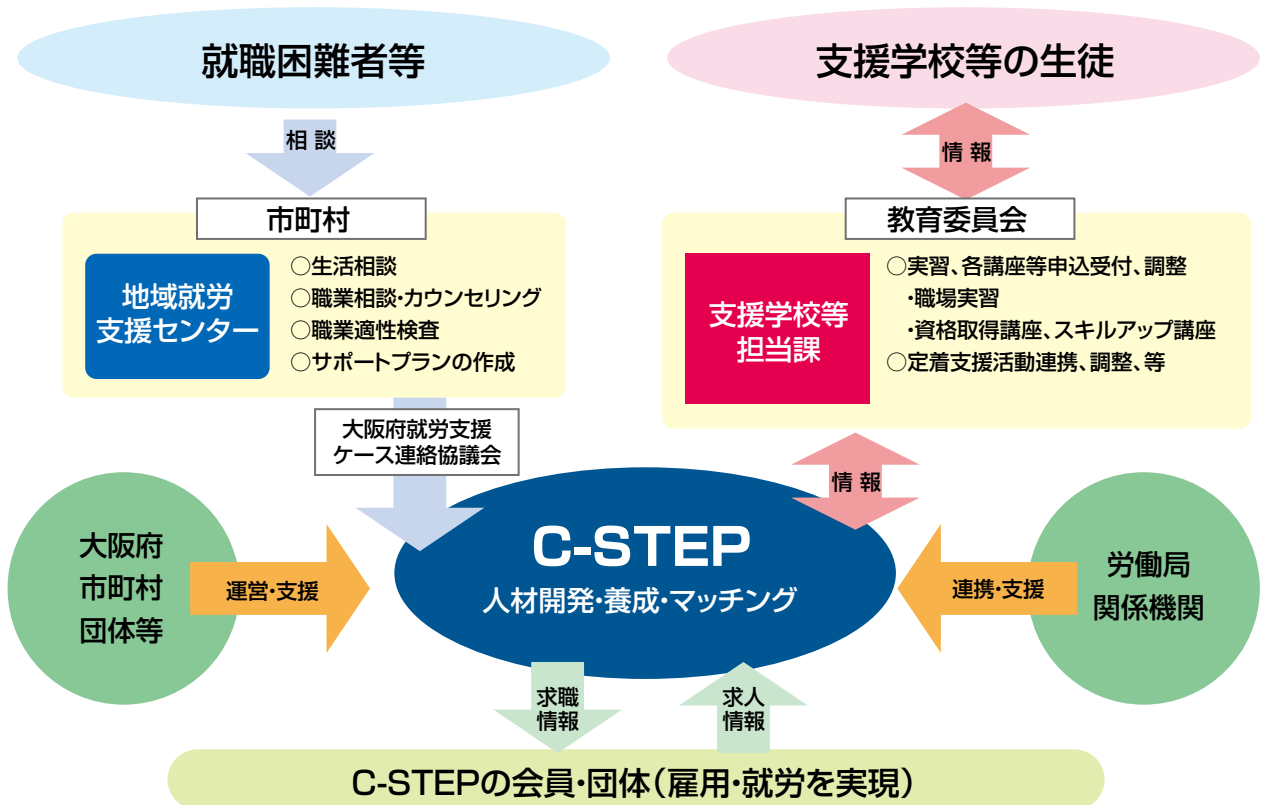 就職困難者等
支援学校等の生徒
相談
情報
市町村
地域就労
支援センター
○生活相談
○職業相談・カウンセリング
○職業適性検査
○サポートプランの作成
教育委員会
支援学校等
担当課
○実習、各講座等申込受付、調整
・職場実習
・資格取得講座、スキルアップ講座
○定着支援活動連携、調整、等
大阪府就労支援
ケース連絡協議会
情報
大阪府
市町村
団体等
運営・支援
C-STEP
人材開発・養成・マッチング
連携・支援
労働局
関係機関
求職
情報
求人
情報
C-STEPの会員・団体(雇用・就労を実現)